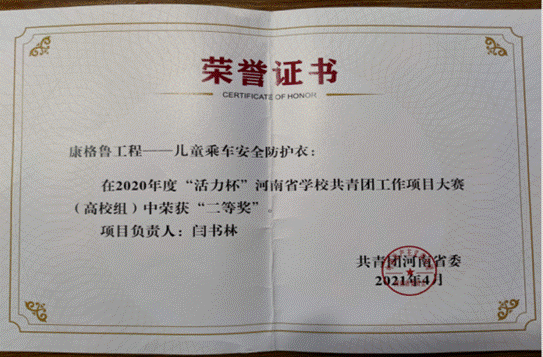 荣誉证书
CERTIFICATE OF HONOR
康格鲁工程——儿童乘车安全防护衣：
在2020年度“活力杯”河南省学校共青团工作项目大赛
（高校组）中荣获“二等奖”。
项目负责人：闫书林
共青团河南省委
2021年4月